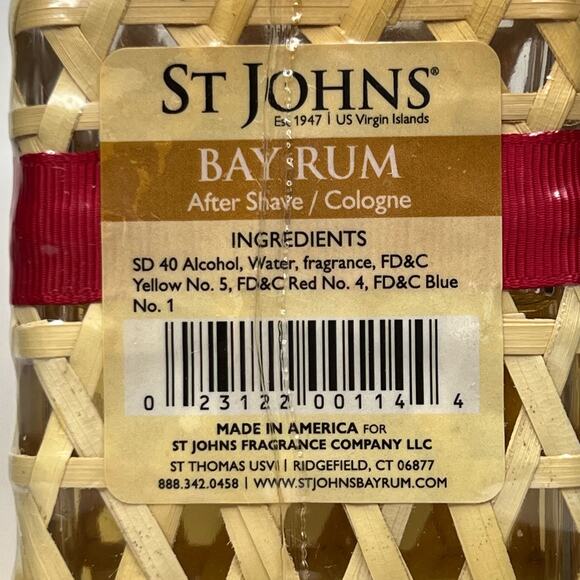 ST JOHNS®
Est 1947 | US Virgin Islands
BAY RUM
After Shave / Cologne
INGREDIENTS
SD 40 Alcohol, Water, fragrance, FD&C
Yellow No. 5, FD&C Red No. 4, FD&C Blue
No. 1
0 23122 00114 4
MADE IN AMERICA FOR
ST JOHNS FRAGRANCE COMPANY LLC
ST THOMAS USVI | RIDGEFIELD, CT 06877
888.342.0458 | WWW.STJOHNSBAYRUM.COM